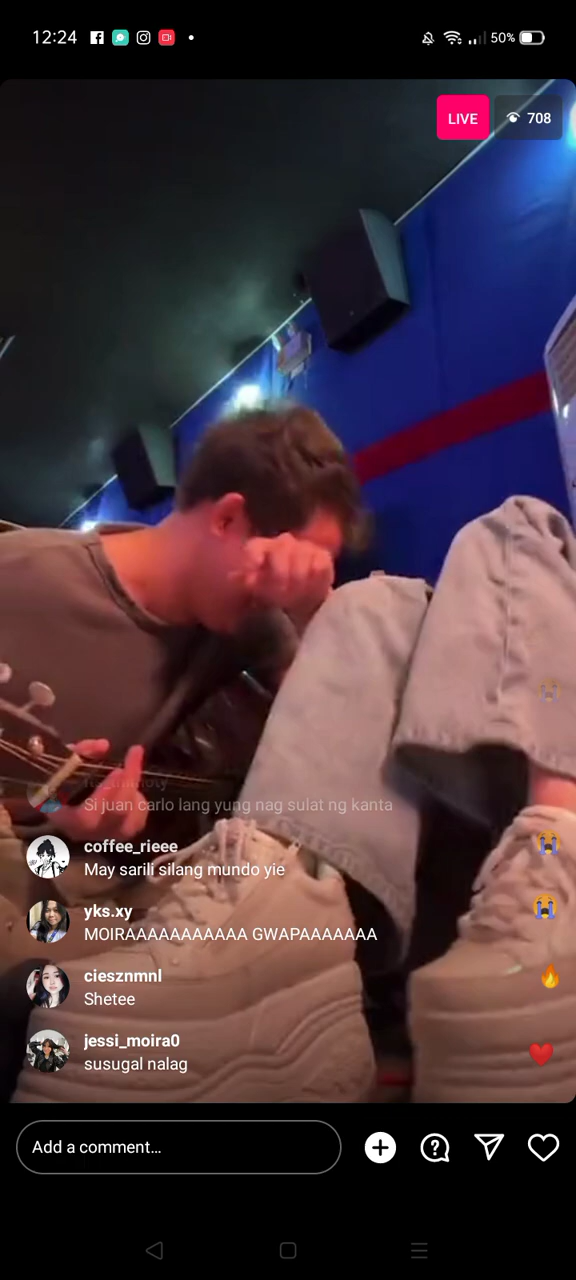 12:24
50%
LIVE
708
Si juan carlo lang yung nag sulat ng kanta
coffee_rieee
May sarili silang mundo yie
yks.xy
MOIRAAAAAAAAAAA GWAPAAAAAAA
ciesznmnl
Shetee
jessi_moira0
susugal nalag
Add a comment...